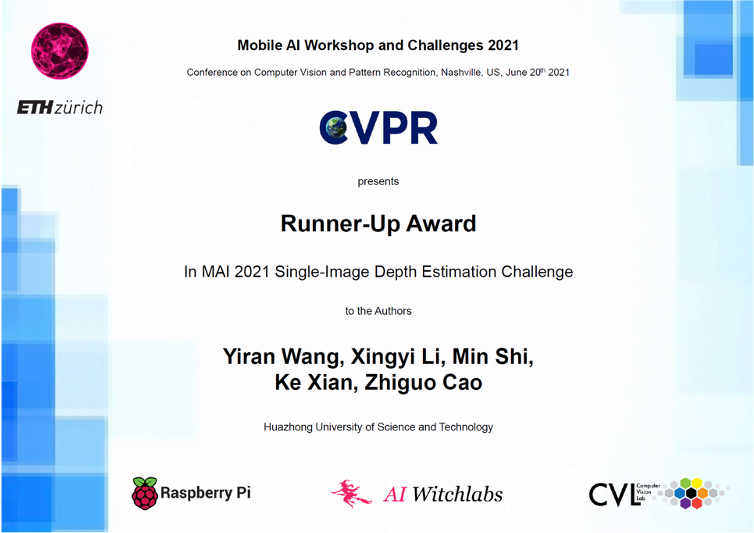 Mobile AI Workshop and Challenges 2021
Conference on Computer Vision and Pattern Recognition, Nashville, US, June 20th 2021
ETHzürich
CVPR
presents
Runner-Up Award
In MAI 2021 Single-Image Depth Estimation Challenge
to the Authors
Yiran Wang, Xingyi Li, Min Shi,
Ke Xian, Zhiguo Cao
Huazhong University of Science and Technology
Raspberry Pi
AI Witchlabs
CVL
Computer
Vision
Lab